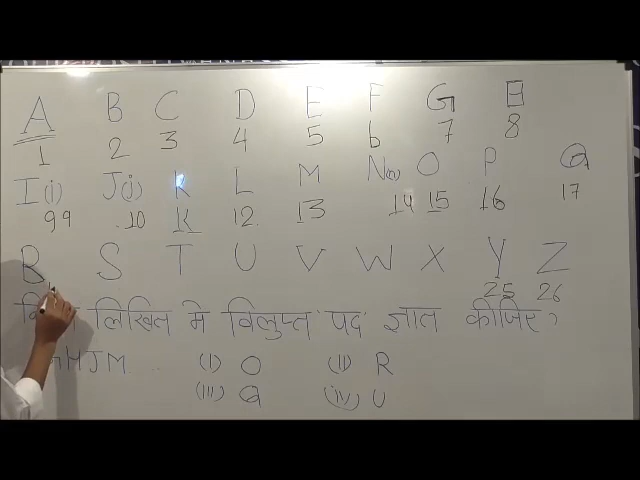 A B C D E F G H
1 2 3 4 5 6 7 8
I(i) J(j) K L M N(n) O P Q
99 10 K 12. 13 14 15 16 17
R S T U V W X Y Z
25 26
लिखित मे विलुप्त पद ज्ञात कीजिए?
HJM .. (I) O (II) R
(III) Q (iv) U